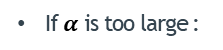 • If 𝜶 is too large: